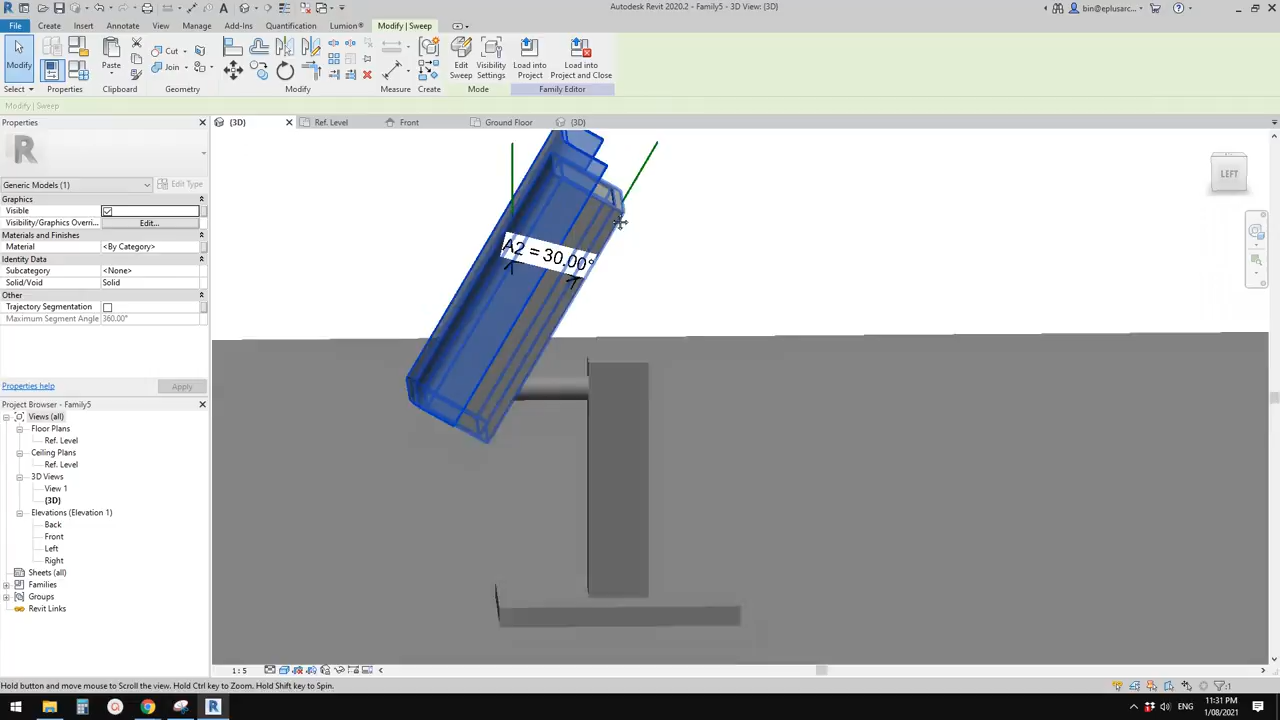 Autodesk Revit 2020.2 - Family5 - 3D View: {3D}
bin@eplusarc...
File Create Insert Annotate View Manage Add-Ins Quantification Lumion® Modify | Sweep
Modify
Paste
Cut
Join
Edit Sweep
Visibility Settings
Load into Project
Load into Project and Close
Select Properties Clipboard Geometry Modify Measure Create Mode Family Editor
Modify | Sweep
Properties
{3D} Ref. Level Front Ground Floor {3D}
R
Generic Models (1) Edit Type
Graphics
Visible
Visibility/Graphics Overri... Edit...
Materials and Finishes
Material <By Category>
Identity Data
Subcategory <None>
Solid/Void Solid
Other
Trajectory Segmentation
Maximum Segment Angle 360.00°
Properties help Apply
Project Browser - Family5
Views (all)
Floor Plans
Ref. Level
Ceiling Plans
Ref. Level
3D Views
View 1
{3D}
Elevations (Elevation 1)
Back
Front
Left
Right
Sheets (all)
Families
Groups
Revit Links
A2 = 30.00°
LEFT
1 : 5
Hold button and move mouse to Scroll the view. Hold Ctrl key to Zoom. Hold Shift key to Spin.
:1
ENG
11:31 PM
1/08/2021